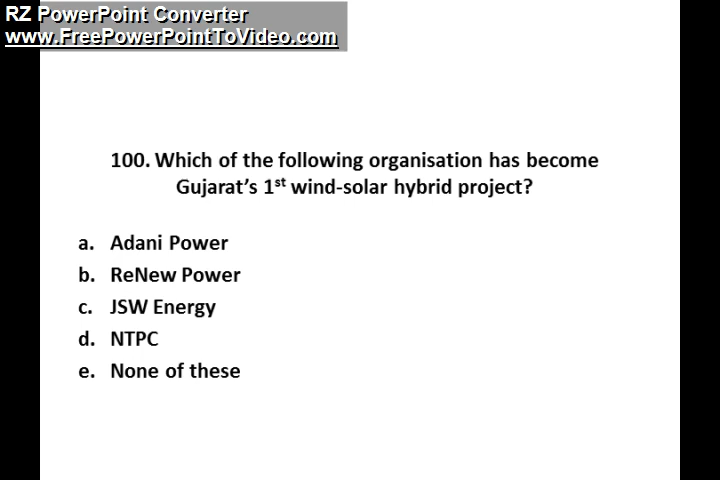 RZ PowerPoint Converter
www.FreePowerPointToVideo.com
100. Which of the following organisation has become
Gujarat's 1st wind-solar hybrid project?
a. Adani Power
b. ReNew Power
c. JSW Energy
d. NTPC
e. None of these